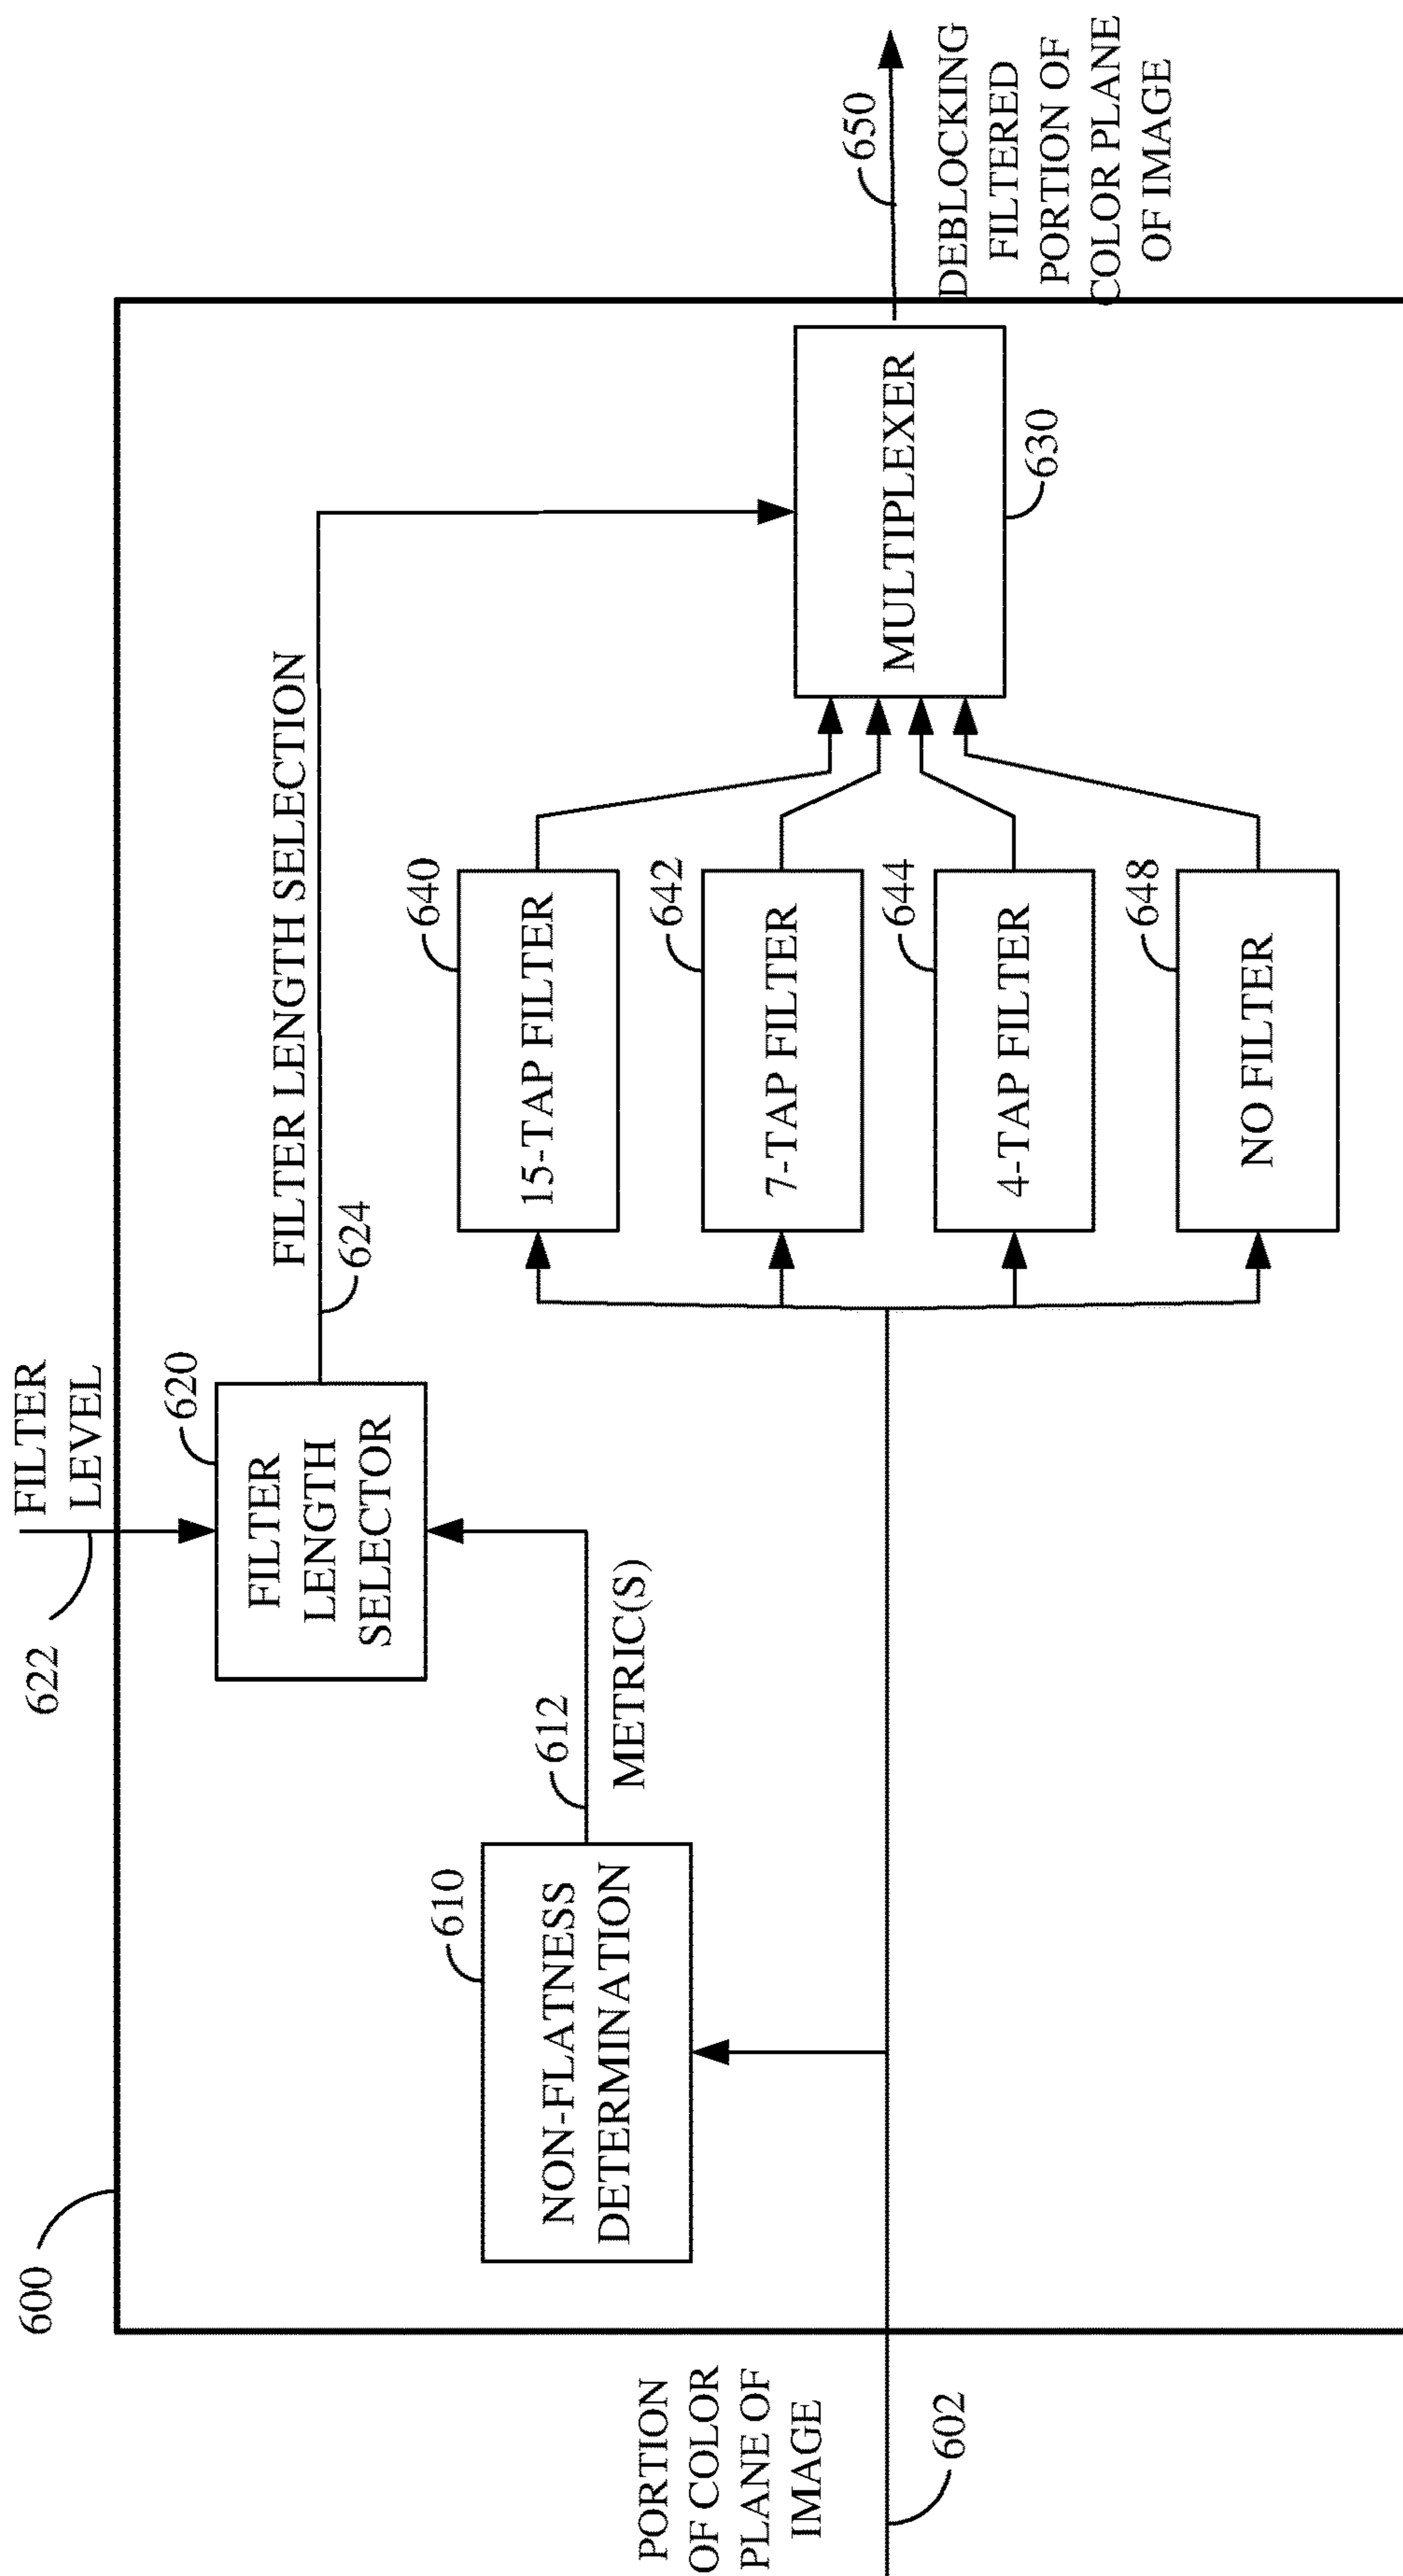 600
622
FILTER
LEVEL
620
FILTER
LENGTH
SELECTOR
FILTER LENGTH SELECTION
624
610
NON-FLATNESS
DETERMINATION
612
METRIC(S)
640
15-TAP FILTER
642
7-TAP FILTER
644
4-TAP FILTER
648
NO FILTER
MULTIPLEXER
630
650
DEBLOCKING
FILTERED
PORTION OF
COLOR PLANE
OF IMAGE
PORTION
OF COLOR
PLANE OF
IMAGE
602